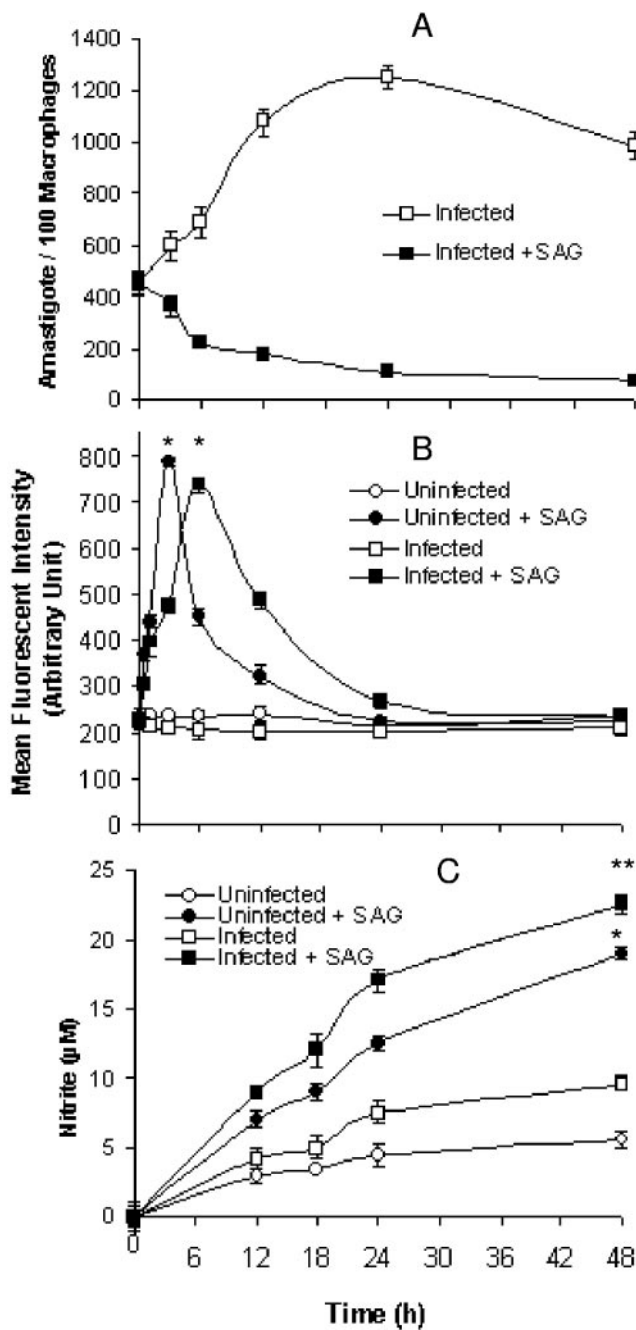 A
1400
1200
1000
800
600
400
200
0
Amastigote / 100 Macrophages
Infected
Infected +SAG
B
* *
800
700
600
500
400
300
200
100
0
Mean Fluorescent Intensity
(Arbitrary Unit)
Uninfected
Uninfected + SAG
Infected
Infected + SAG
C
25
20
15
10
5
0
Nitrite (µM)
Uninfected
Uninfected + SAG
Infected
Infected + SAG
**
*
0 6 12 18 24 30 36 42 48
Time (h)